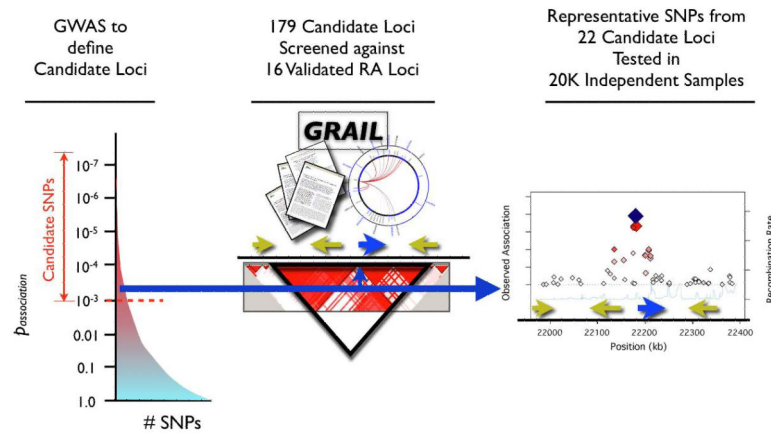 GWAS to
define
Candidate Loci
179 Candidate Loci
Screened against
16 Validated RA Loci
Representative SNPs from
22 Candidate Loci
Tested in
20K Independent Samples
GRAIL
Candidate SNPs
10-7
10-6
10-5
10-4
10-3
0.01
0.1
1.0
Passociation
# SNPs
Observed Association
Recombination Rate
22000 22100 22200 22300 22400
Position (kb)